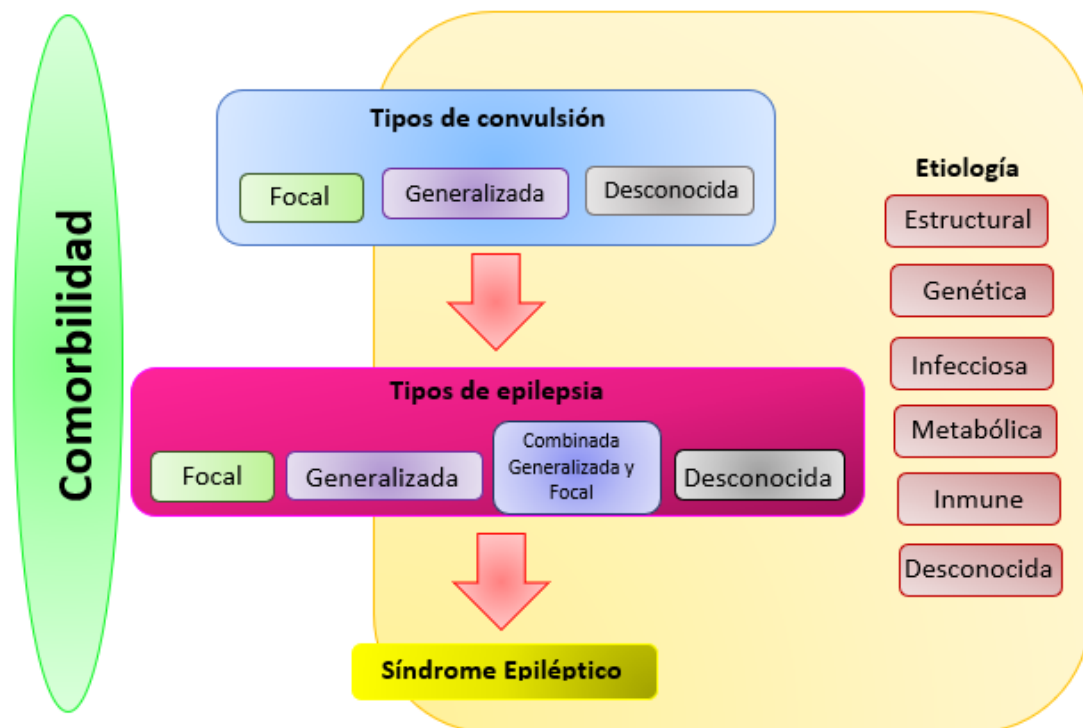 Comorbilidad
Tipos de convulsión
Focal
Generalizada
Desconocida
Tipos de epilepsia
Focal
Generalizada
Combinada
Generalizada y
Focal
Desconocida
Síndrome Epiléptico
Etiología
Estructural
Genética
Infecciosa
Metabólica
Inmune
Desconocida